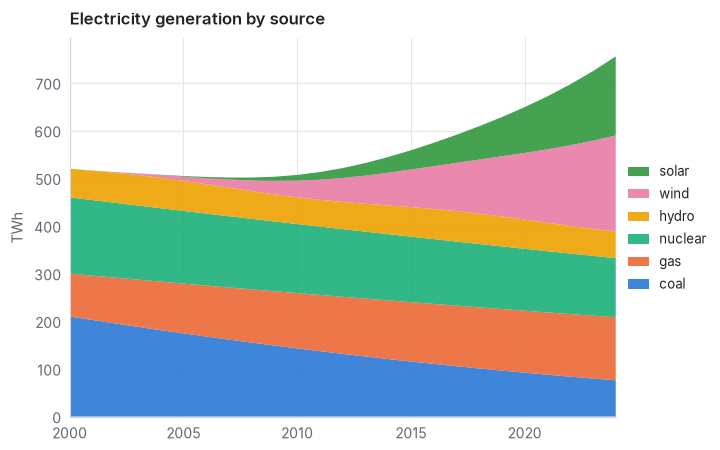 Electricity generation by source
TWh
700
600
500
400
300
200
100
0
2000 2005 2010 2015 2020
solar
wind
hydro
nuclear
gas
coal